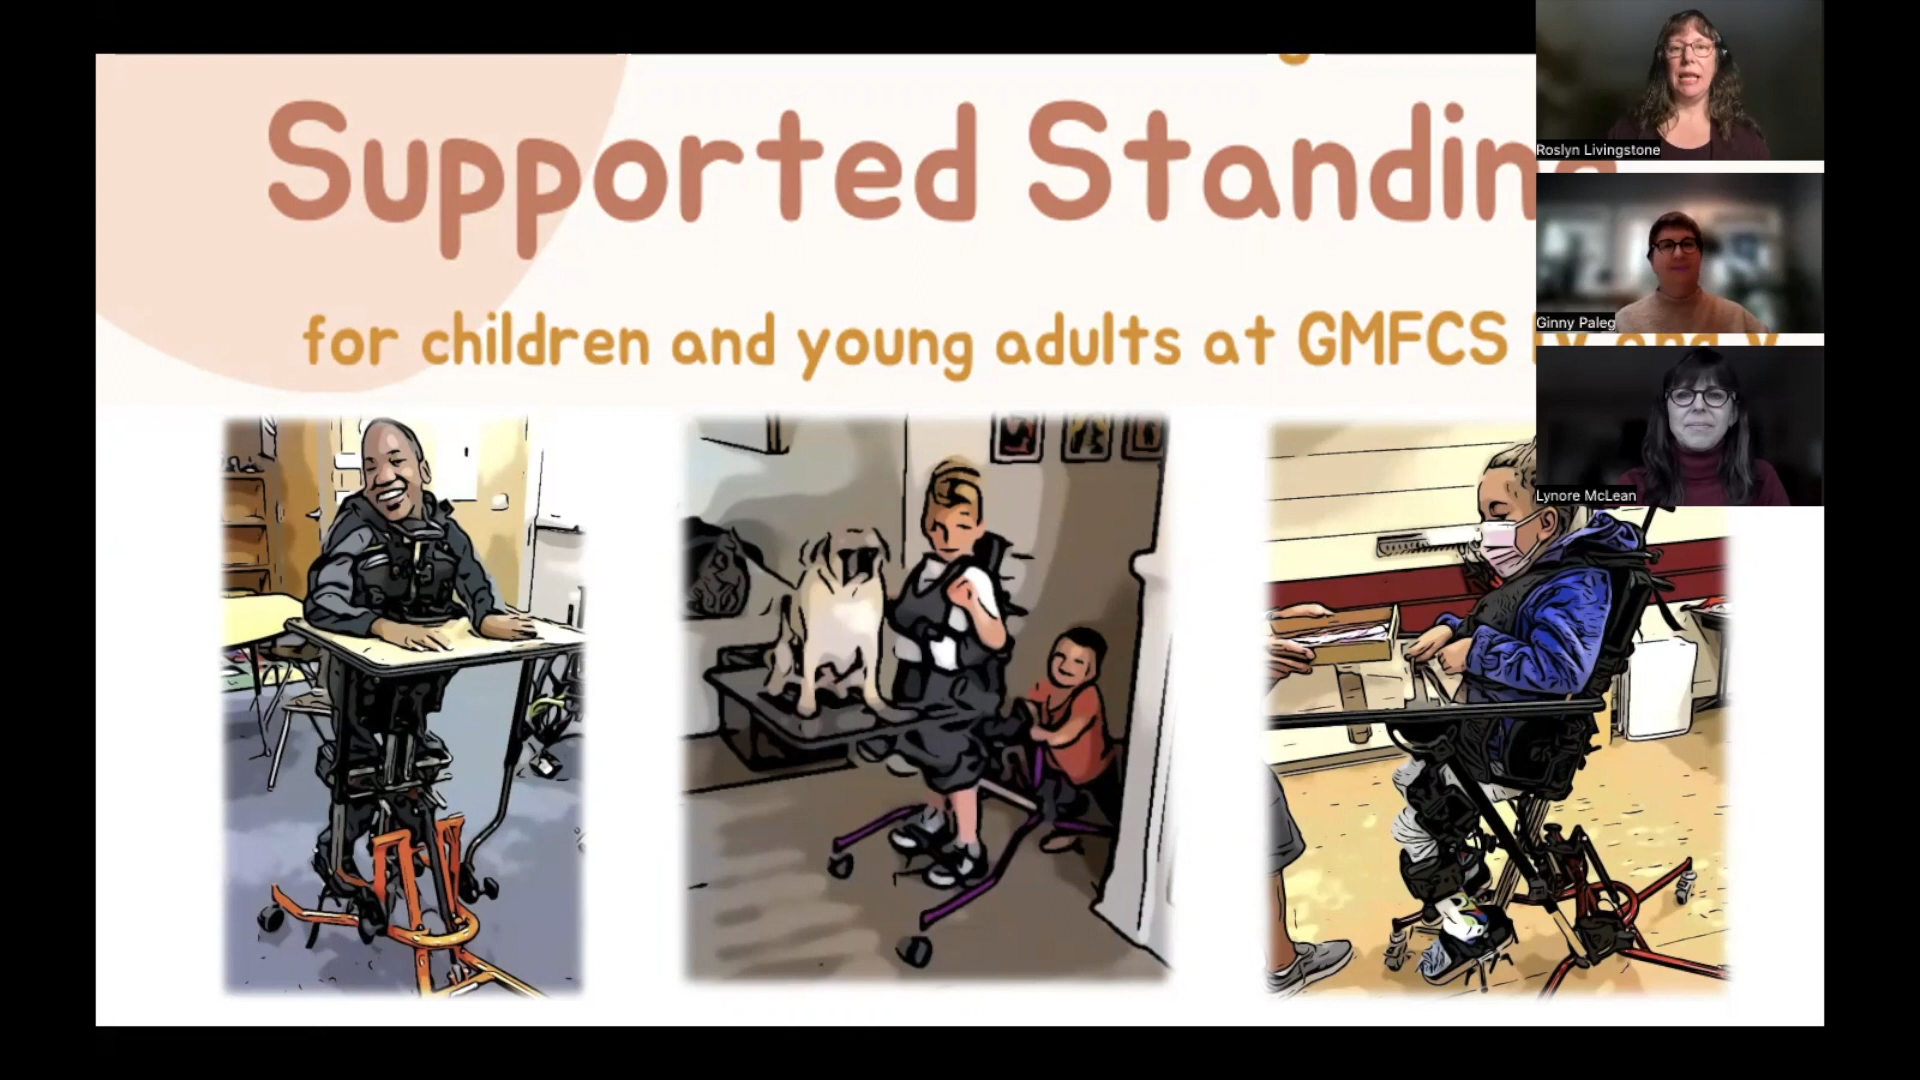 Supported Standin
for children and young adults at GMFCS
Roslyn Livingstone
Ginny Paleg
Lynore McLean